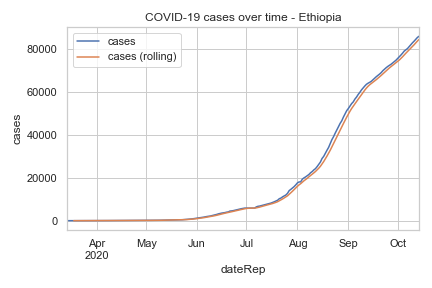 COVID-19 cases over time - Ethiopia
cases
cases (rolling)
80000
60000
40000
20000
0
cases
Apr May Jun Jul Aug Sep Oct
2020
dateRep